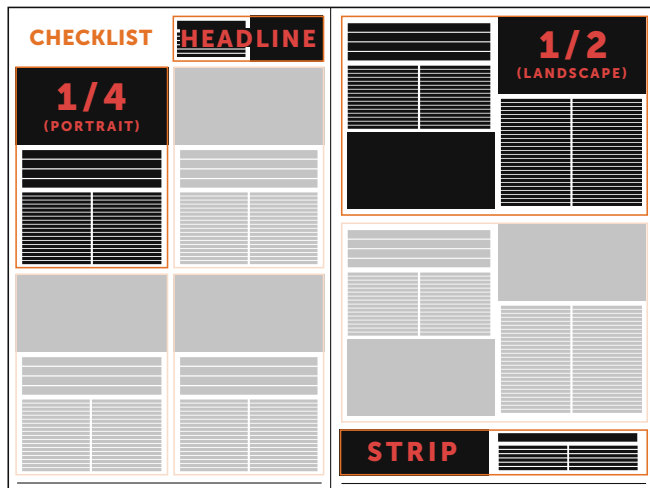 CHECKLIST
HEADLINE
1/4
(PORTRAIT)
1/2
(LANDSCAPE)
STRIP